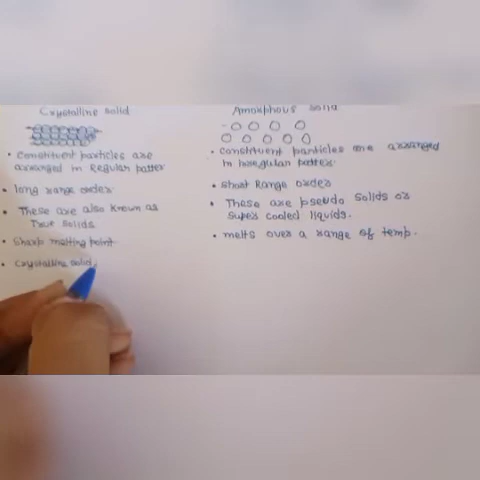 Crystalline solid
• Constituent particles are
arranged in Regular patter
• long range order
• These are also known as
True solids
• Sharp melting point
• Crystalline solid
Amorphous solid
• Constituent particles are arranged
in Irregular patter.
• Short Range order
• These are pseudo solids or
Super cooled liquids.
• melts over a range of temp.